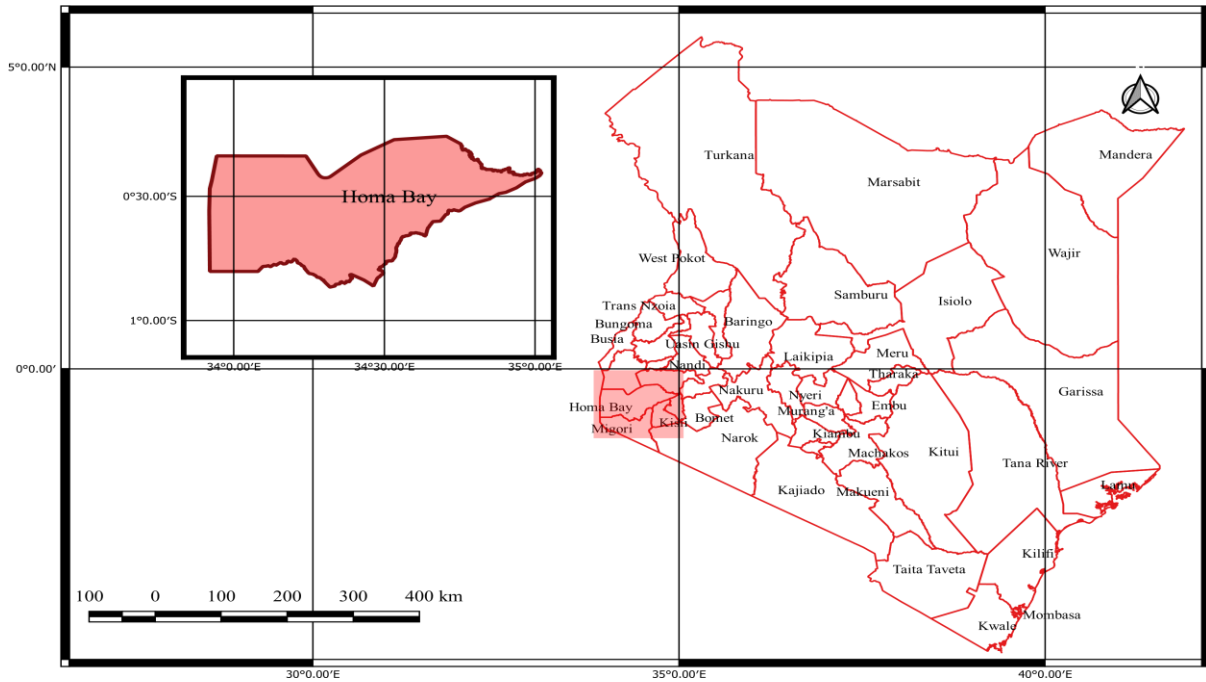 5°0.00'N
Turkana
Mandera
Marsabit
Homa Bay
0°30.00'S
Wajir
West Pokot
Samburu
Isiolo
Trans Nzoia
Baringo
1°0.00'S
Bungoma
Busia
Uasin Gishu
Laikipia
Meru
34°0.00'E
34°30.00'E
35°0.00'E
Nandi
0°0.00'
Tharaka
Nakuru
Nyeri
Garissa
Homa Bay
Murang'a
Embu
Kisii
Bomet
Migori
Narok
Kiambu
Machakos
Kitui
Tana River
Kajiado
Makueni
Lamu
Kilifi
Taita Taveta
100 0 100 200 300 400 km
Mombasa
Kwale
30°0.00'E
35°0.00'E
40°0.00'E